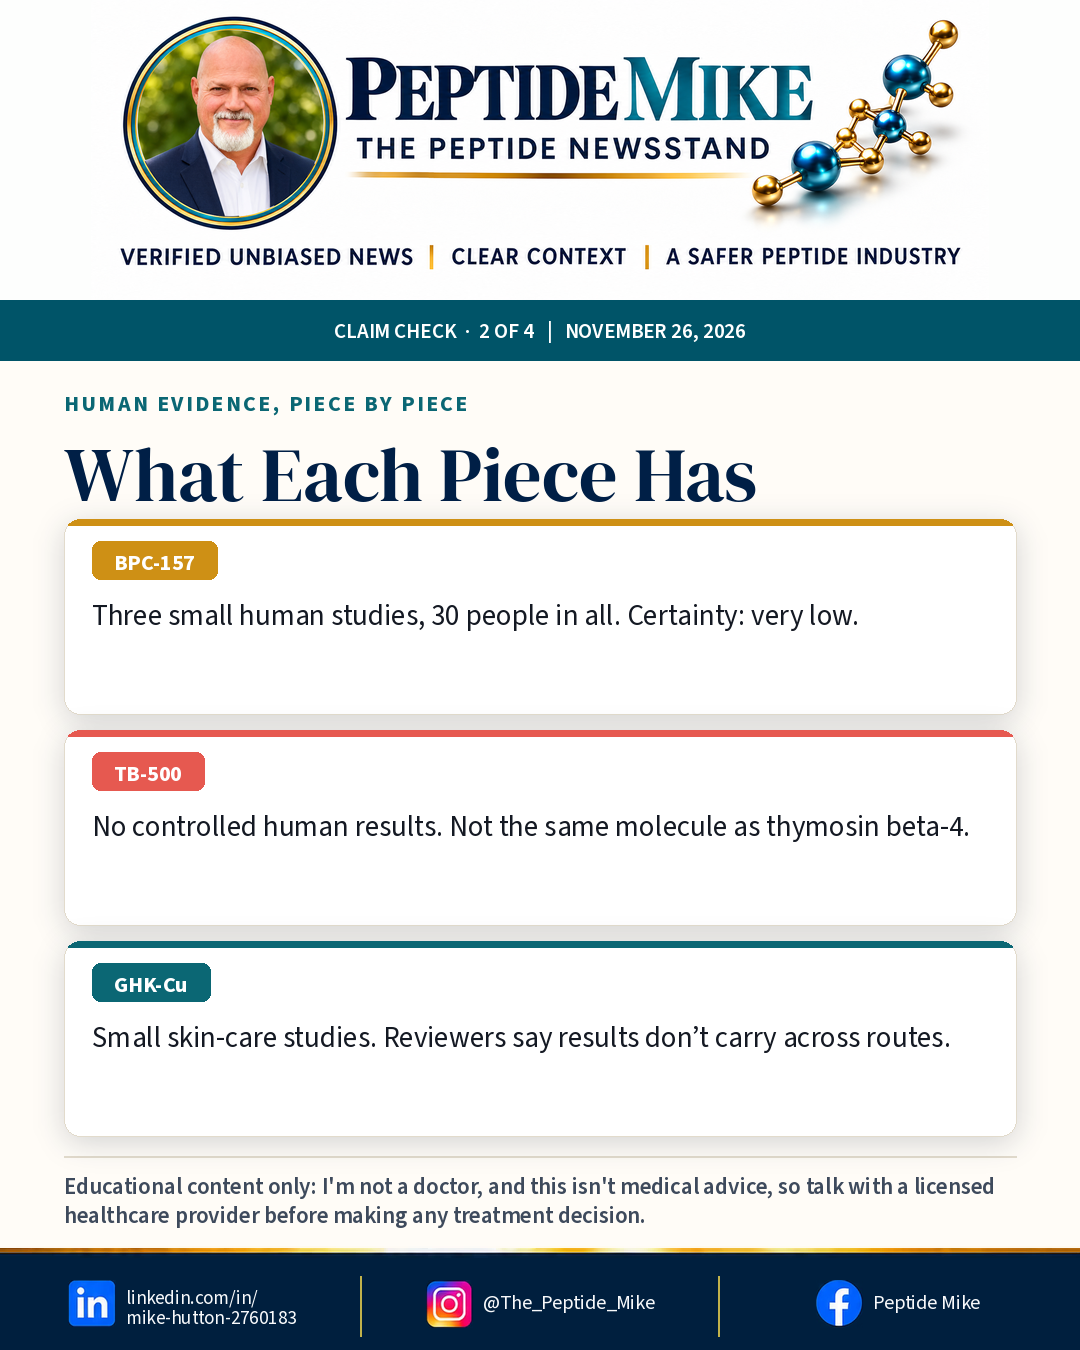 PEPTIDEMIKE
THE PEPTIDE NEWSSTAND
VERIFIED UNBIASED NEWS | CLEAR CONTEXT | A SAFER PEPTIDE INDUSTRY
CLAIM CHECK · 2 OF 4 | NOVEMBER 26, 2026
HUMAN EVIDENCE, PIECE BY PIECE
What Each Piece Has
BPC-157
Three small human studies, 30 people in all. Certainty: very low.
TB-500
No controlled human results. Not the same molecule as thymosin beta-4.
GHK-Cu
Small skin-care studies. Reviewers say results don’t carry across routes.
Educational content only: I'm not a doctor, and this isn't medical advice, so talk with a licensed
healthcare provider before making any treatment decision.
linkedin.com/in/
mike-hutton-2760183
@The_Peptide_Mike
Peptide Mike